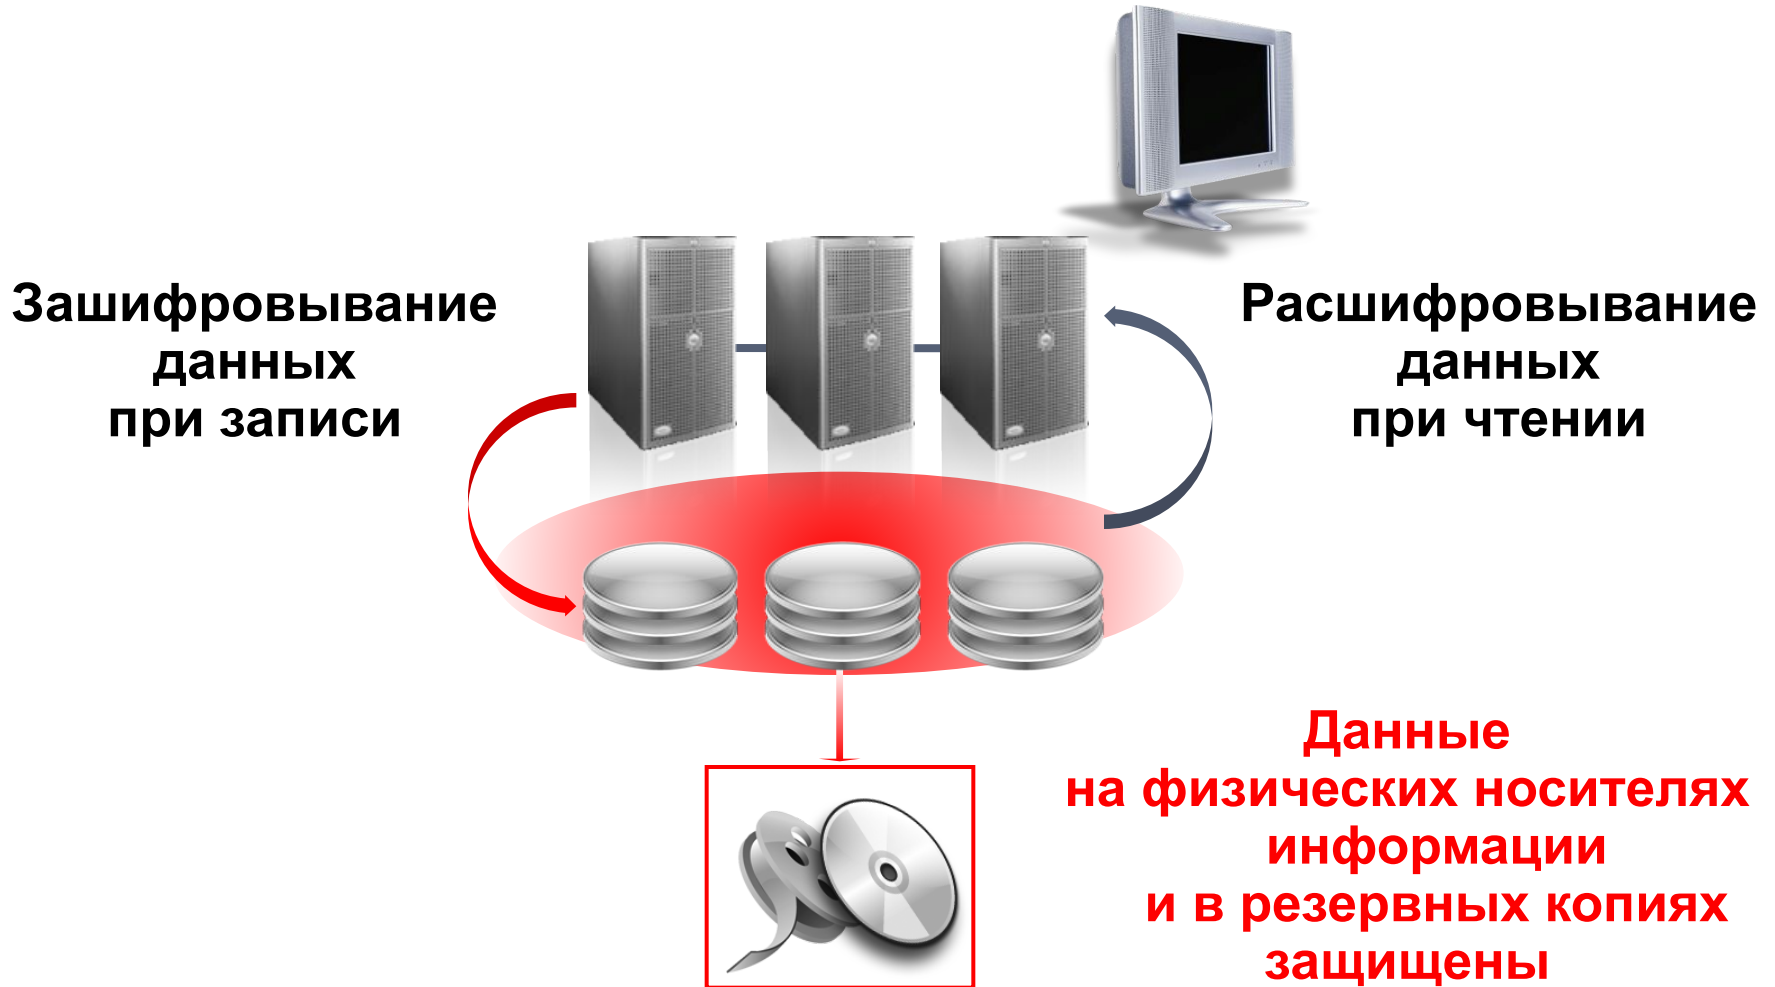 Зашифровывание
данных
при записи
Расшифровывание
данных
при чтении
Данные
на физических носителях
информации
и в резервных копиях
защищены